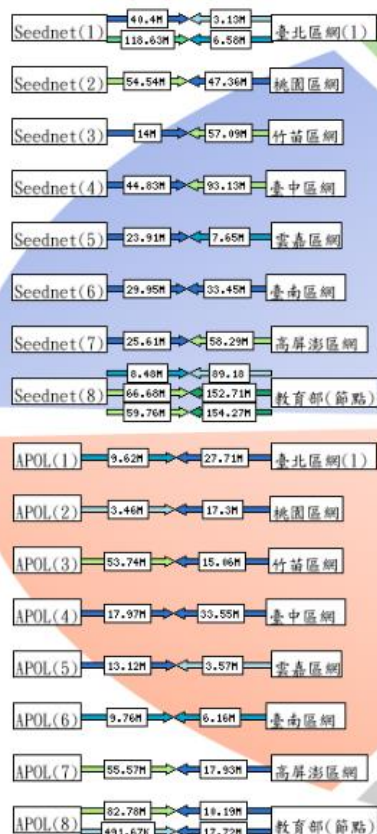 Seednet(1) 40.4M 3.13M 臺北區網(1)
118.63M 6.58M
Seednet(2) 54.54M 47.36M 桃園區網
Seednet(3) 14M 57.09M 竹苗區網
Seednet(4) 44.83M 93.13M 臺中區網
Seednet(5) 23.91M 7.65M 雲嘉區網
Seednet(6) 29.95M 33.45M 臺南區網
Seednet(7) 25.61M 58.29M 高屏澎區網
8.48M 89.18
Seednet(8) 66.68M 152.71M 教育部(節點)
59.76M 154.27M
APOL(1) 9.62M 27.71M 臺北區網(1)
APOL(2) 3.46M 17.3M 桃園區網
APOL(3) 53.74M 15.06M 竹苗區網
APOL(4) 17.97M 33.55M 臺中區網
APOL(5) 13.12M 3.57M 雲嘉區網
APOL(6) 9.76M 6.16M 臺南區網
APOL(7) 55.57M 17.93M 高屏澎區網
APOL(8) 82.78M 10.19M 教育部(節點)
491.67K 17.72M